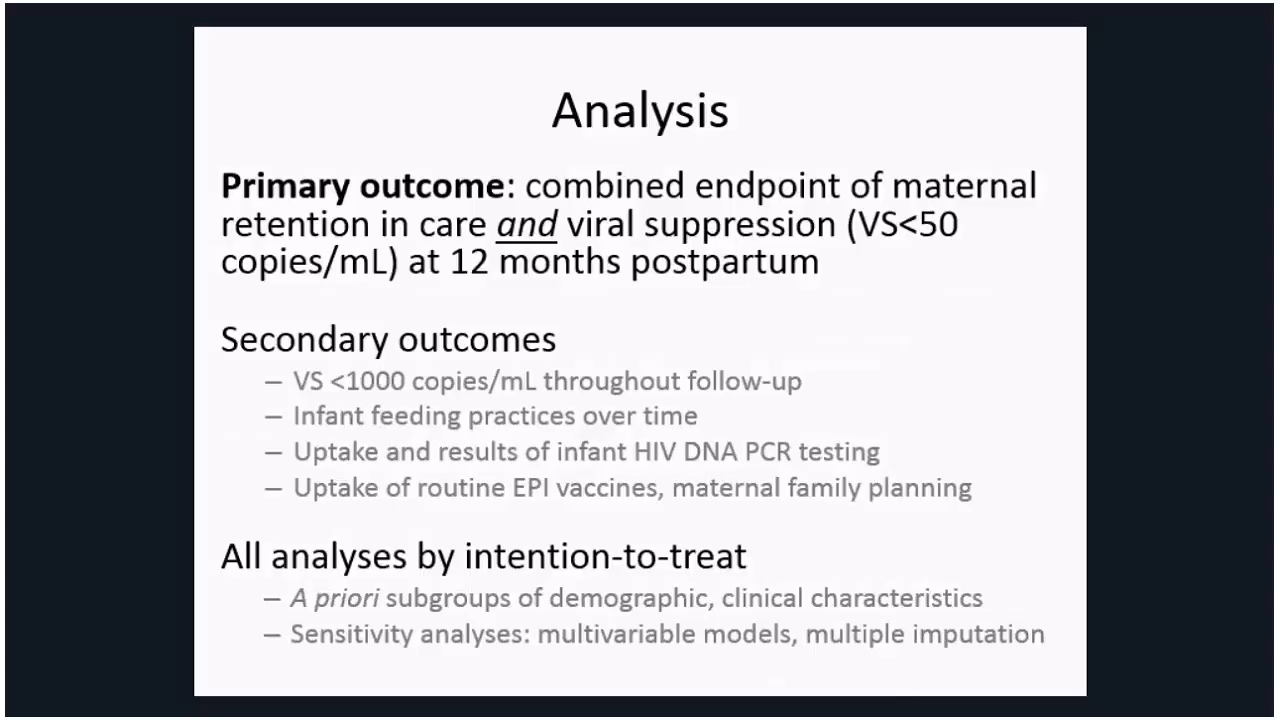 Analysis
Primary outcome: combined endpoint of maternal
retention in care and viral suppression (VS<50
copies/mL) at 12 months postpartum
Secondary outcomes
– VS <1000 copies/mL throughout follow-up
– Infant feeding practices over time
– Uptake and results of infant HIV DNA PCR testing
– Uptake of routine EPI vaccines, maternal family planning
All analyses by intention-to-treat
– A priori subgroups of demographic, clinical characteristics
– Sensitivity analyses: multivariable models, multiple imputation